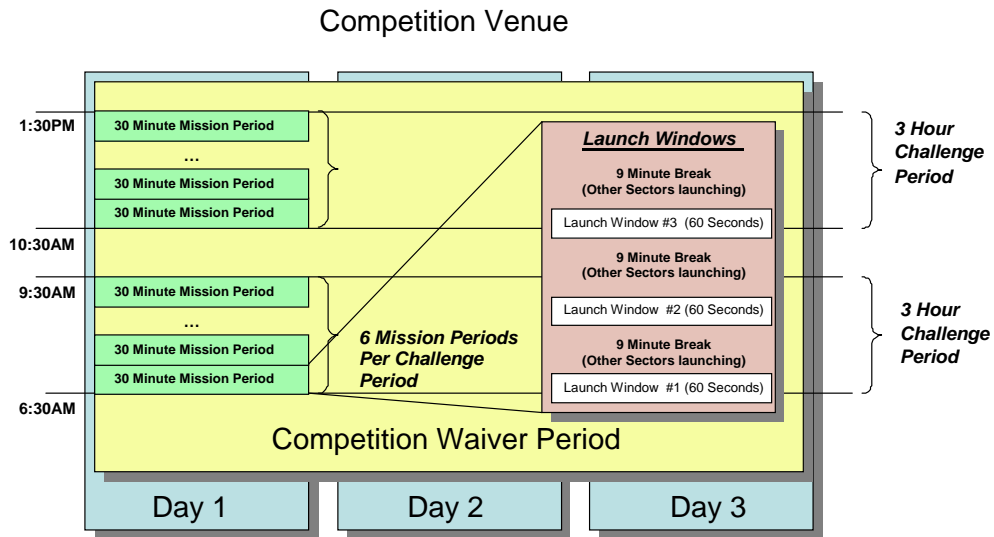 Competition Venue
1:30PM
30 Minute Mission Period
...
30 Minute Mission Period
30 Minute Mission Period
10:30AM
9:30AM
30 Minute Mission Period
...
30 Minute Mission Period
30 Minute Mission Period
6:30AM
6 Mission Periods
Per Challenge
Period
Launch Windows
9 Minute Break
(Other Sectors launching)
Launch Window #3 (60 Seconds)
9 Minute Break
(Other Sectors launching)
Launch Window #2 (60 Seconds)
9 Minute Break
(Other Sectors launching)
Launch Window #1 (60 Seconds)
3 Hour
Challenge
Period
3 Hour
Challenge
Period
Competition Waiver Period
Day 1
Day 2
Day 3